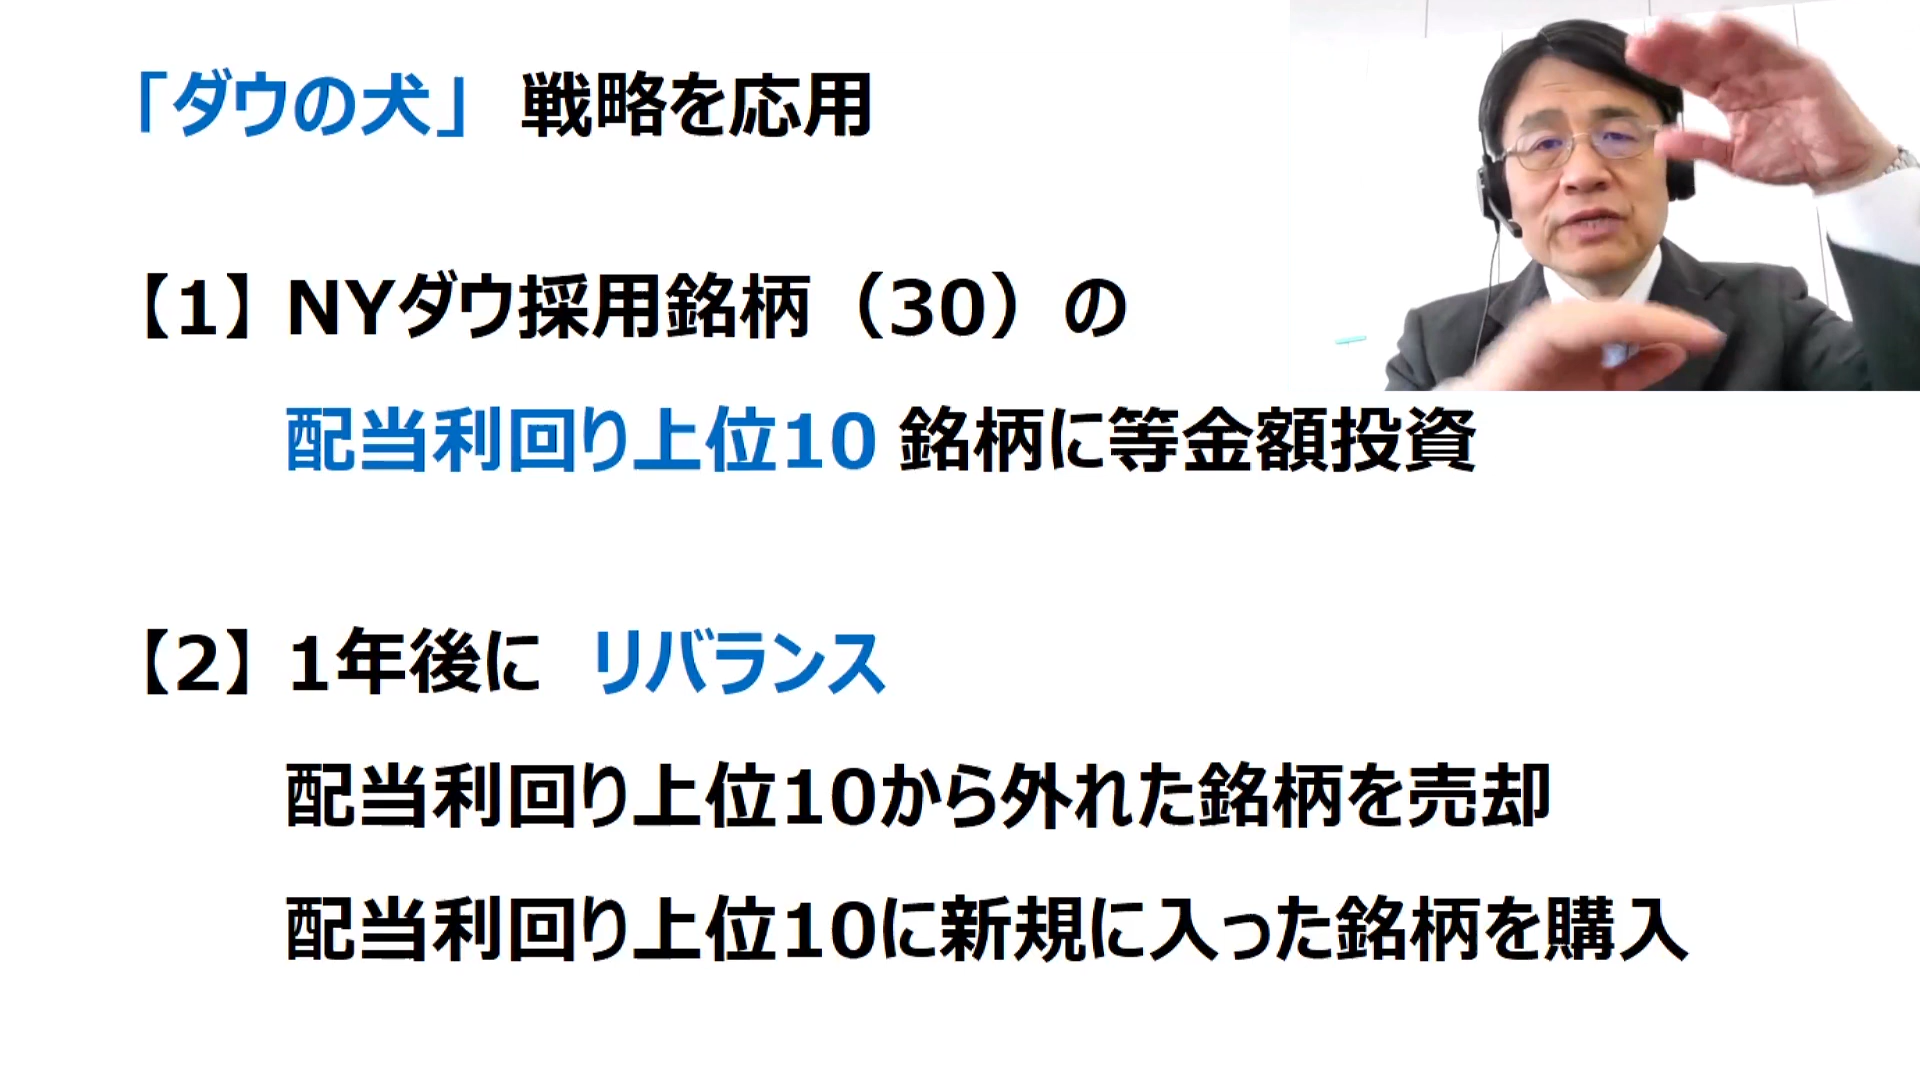 「ダウの犬」 戦略を応用
【1】NYダウ採用銘柄（30）の
配当利回り上位10 銘柄に等金額投資
【2】1年後に リバランス
配当利回り上位10から外れた銘柄を売却
配当利回り上位10に新規に入った銘柄を購入